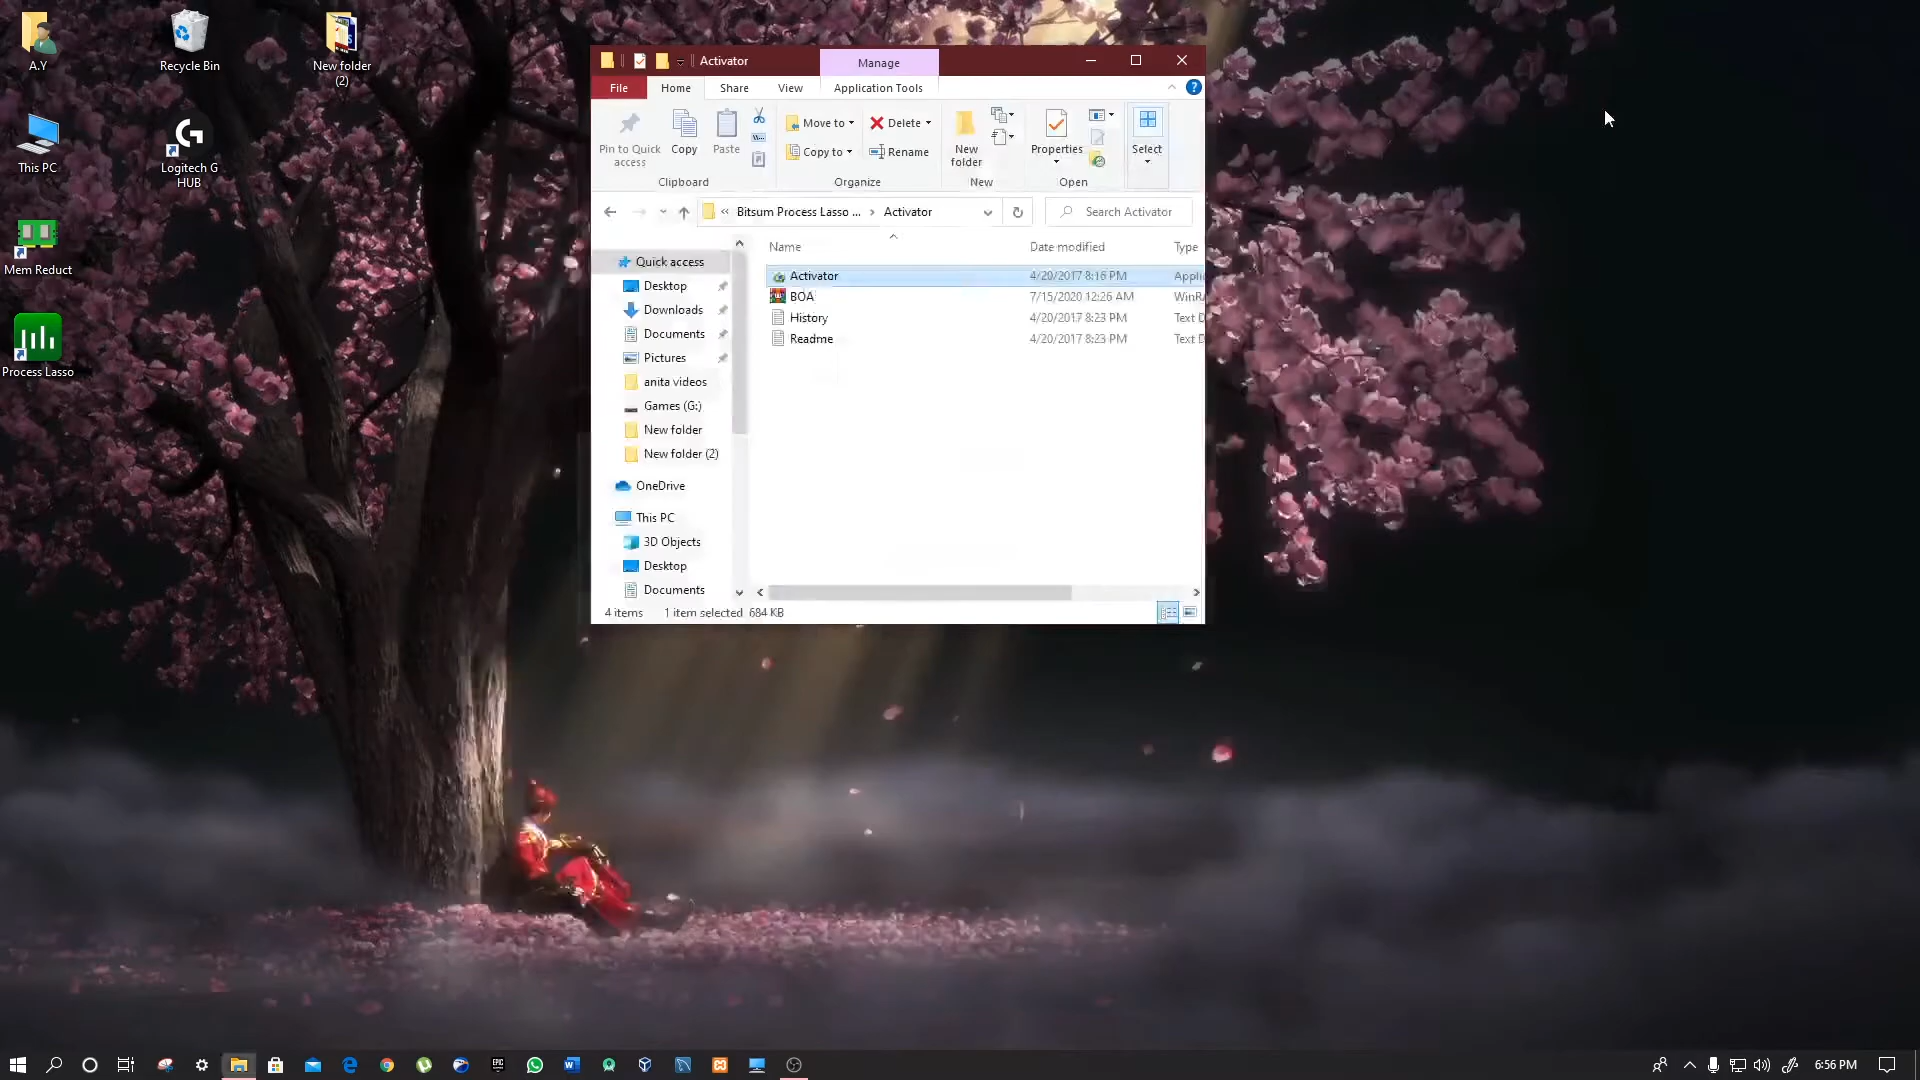 A.Y
Recycle Bin
New folder
(2)
This PC
Logitech G
HUB
Mem Reduct
Process Lasso
Activator
Manage
File
Home
Share
View
Application Tools
Pin to Quick
access
Copy
Paste
Move to
Copy to
Delete
Rename
New
folder
Properties
Select
Clipboard
Organize
New
Open
Bitsum Process Lasso ...
Activator
Search Activator
Name
Date modified
Type
Activator 4/20/2017 8:16 PM Appli
BOA 7/15/2020 12:26 AM WinR
History 4/20/2017 8:23 PM Text D
Readme 4/20/2017 8:23 PM Text D
Quick access
Desktop
Downloads
Documents
Pictures
anita videos
Games (G:)
New folder
New folder (2)
OneDrive
This PC
3D Objects
Desktop
Documents
4 items 1 item selected 684 KB
EPIC
6:56 PM